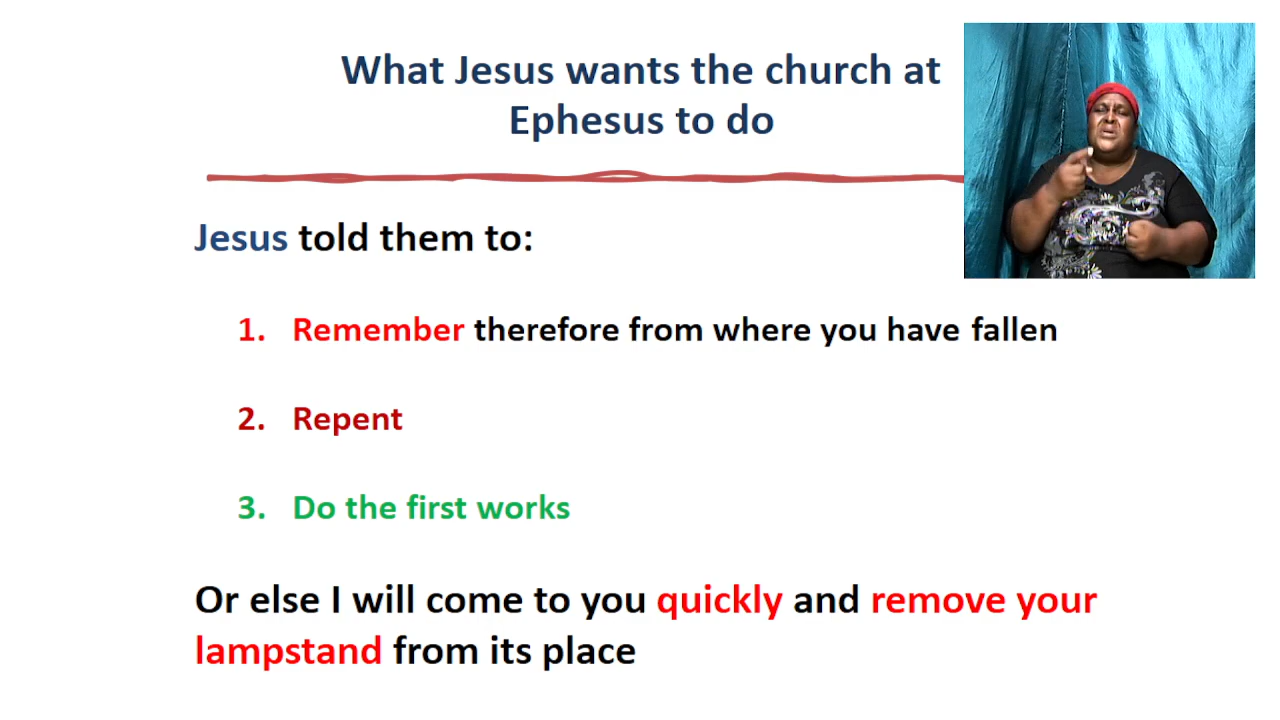 What Jesus wants the church at
Ephesus to do
Jesus told them to:
1. Remember therefore from where you have fallen
2. Repent
3. Do the first works
Or else I will come to you quickly and remove your
lampstand from its place